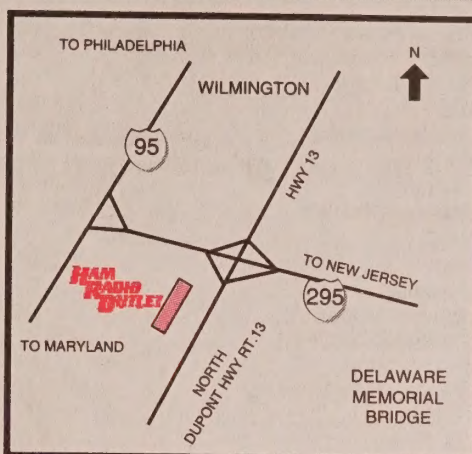 TO PHILADELPHIA
WILMINGTON
N
95
HWY 13
TO NEW JERSEY
295
HAM
RADIO
OUTLET
TO MARYLAND
NORTH
DUPONT HWY RT.13
DELAWARE
MEMORIAL
BRIDGE